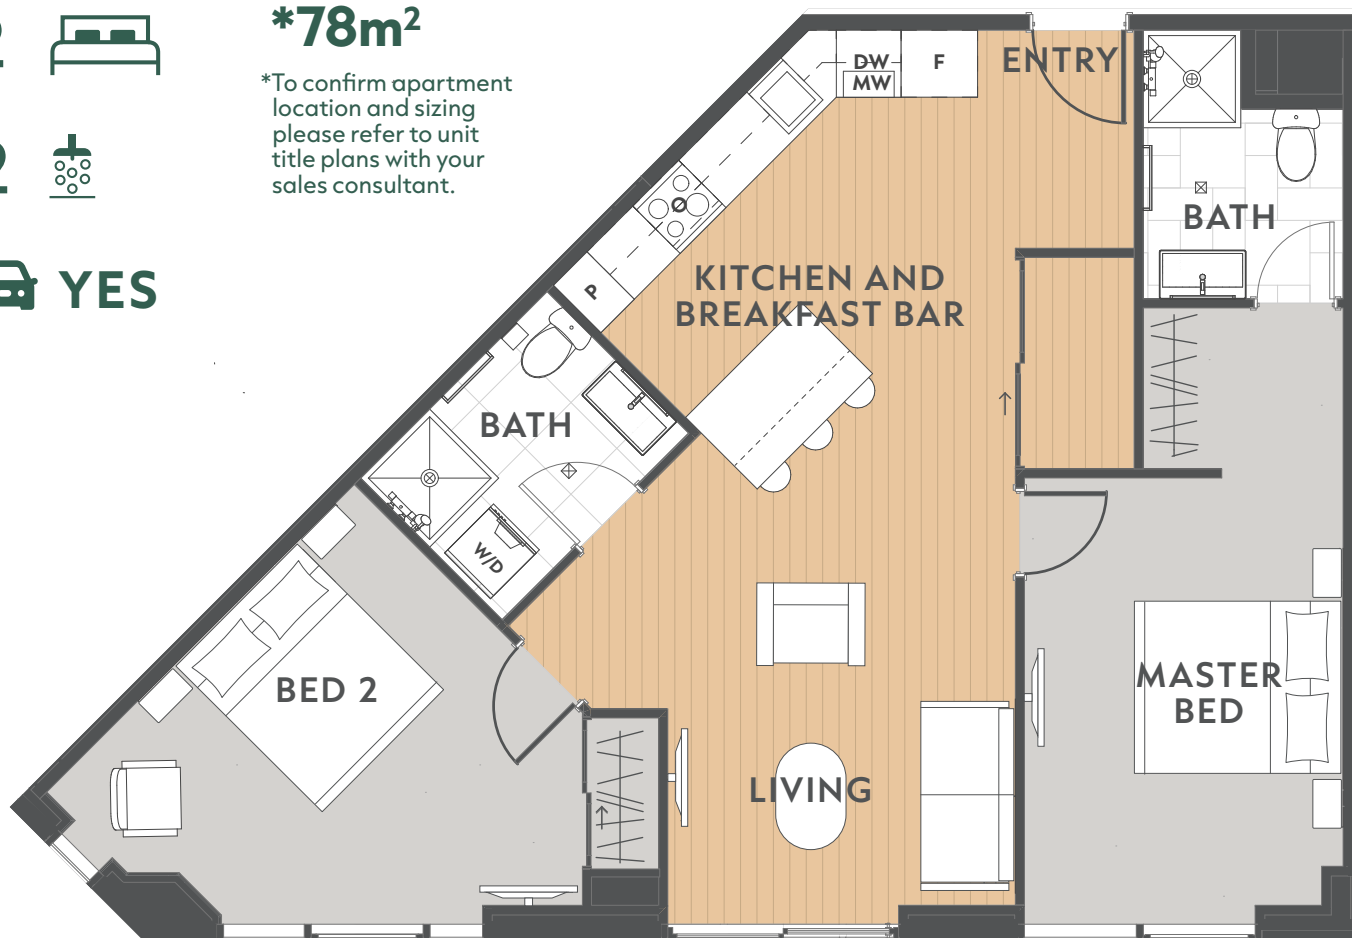 2
*78m²
*To confirm apartment
location and sizing
please refer to unit
title plans with your
sales consultant.
2
YES
DW
MW
F
ENTRY
BATH
P
KITCHEN AND
BREAKFAST BAR
BATH
W/D
BED 2
MASTER
BED
LIVING